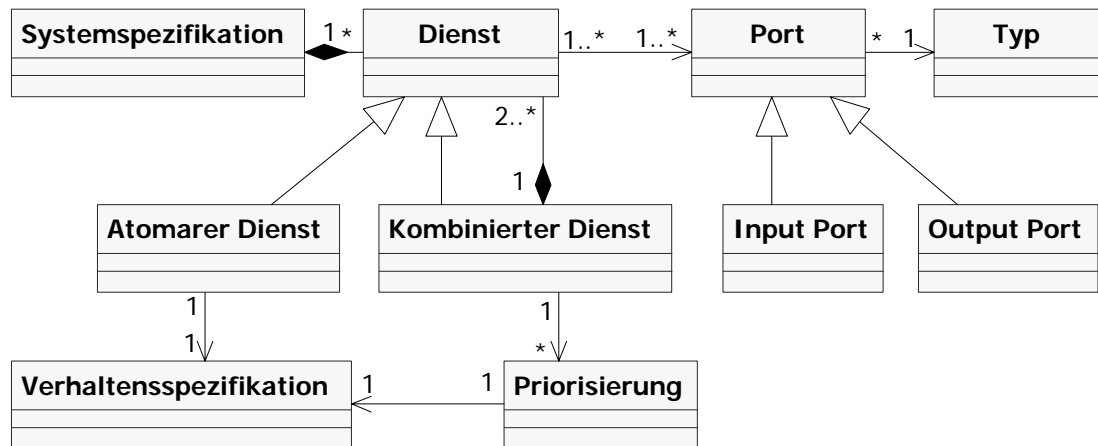 Systemspezifikation 1 * Dienst 1..* 1..* Port * 1 Typ
2..*
1
Atomarer Dienst Kombinierter Dienst Input Port Output Port
1 1
1 *
Verhaltensspezifikation 1 1 Priorisierung